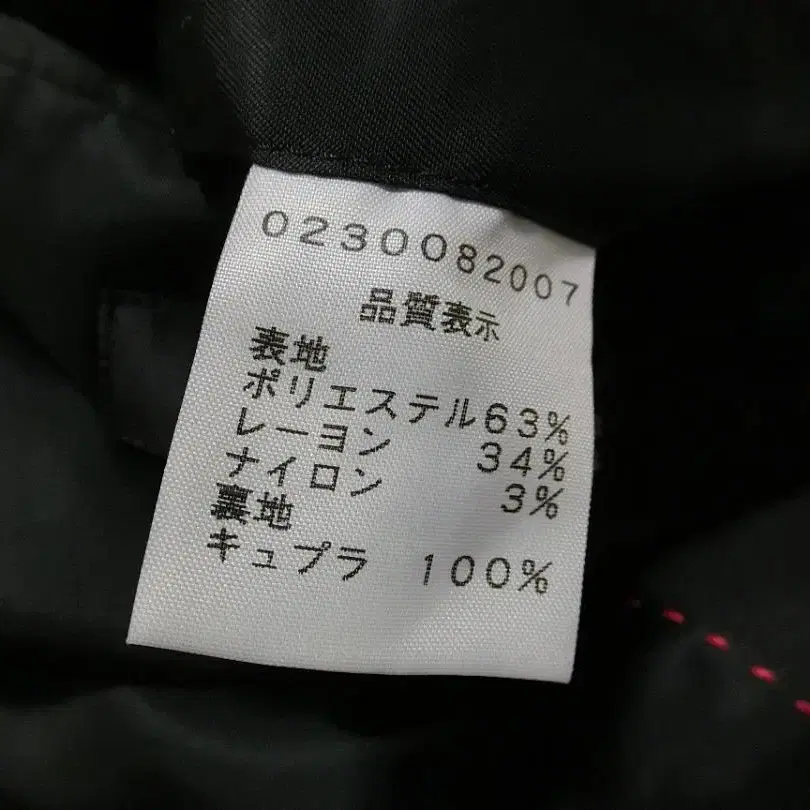 0230082007
品質表示
表地
ポリエステル63%
レーヨン 34%
ナイロン 3%
裏地
キュプラ 100%